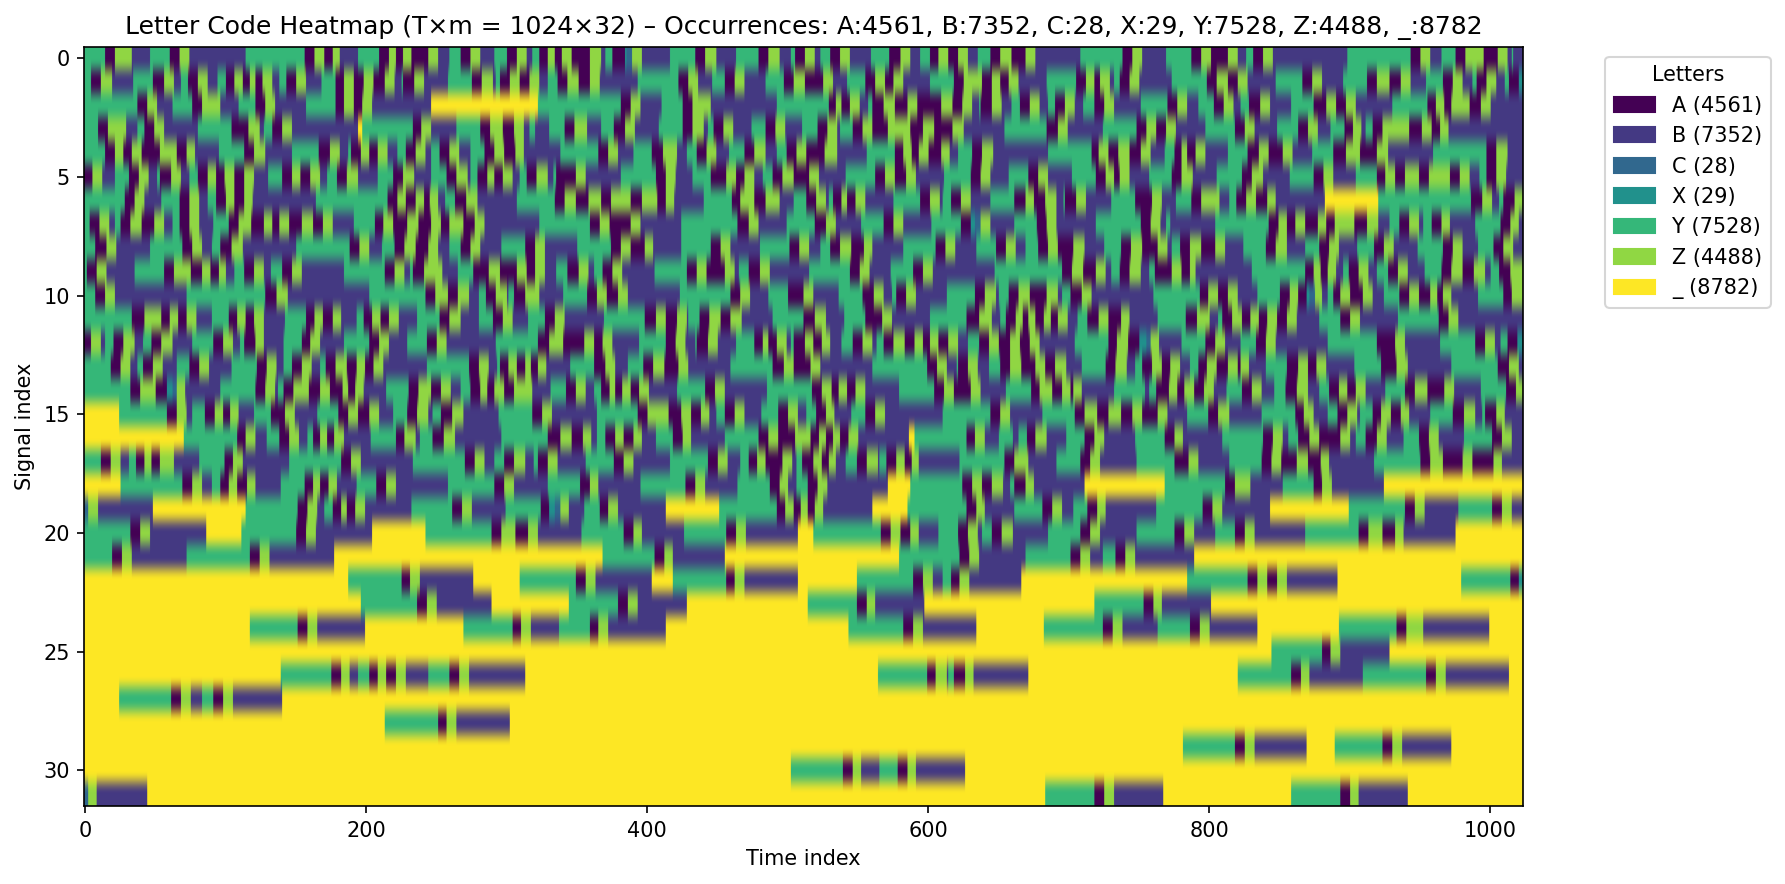 Letter Code Heatmap (T×m = 1024×32) – Occurrences: A:4561, B:7352, C:28, X:29, Y:7528, Z:4488, _:8782
Letters
A (4561)
B (7352)
C (28)
X (29)
Y (7528)
Z (4488)
_ (8782)
Signal index
0
5
10
15
20
25
30
0 200 400 600 800 1000
Time index